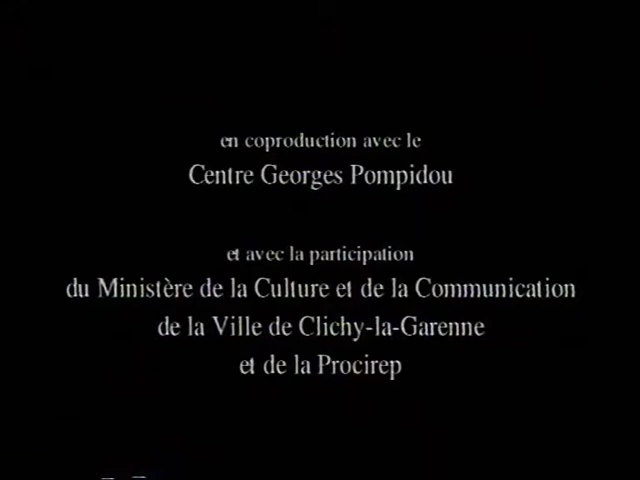 en coproduction avec le
Centre Georges Pompidou
et avec la participation
du Ministère de la Culture et de la Communication
de la Ville de Clichy-la-Garenne
et de la Procirep